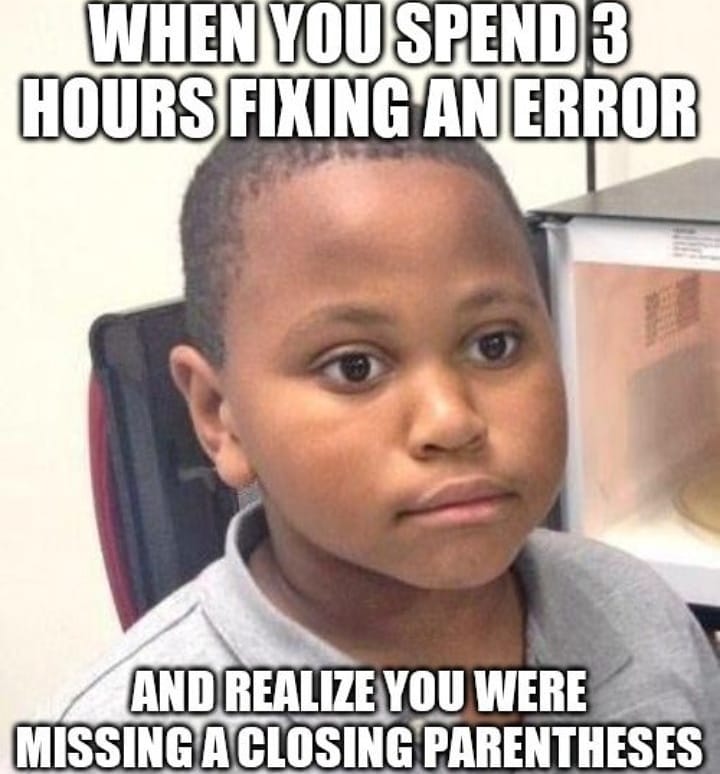 WHEN YOU SPEND 3
HOURS FIXING AN ERROR
AND REALIZE YOU WERE
MISSING A CLOSING PARENTHESES